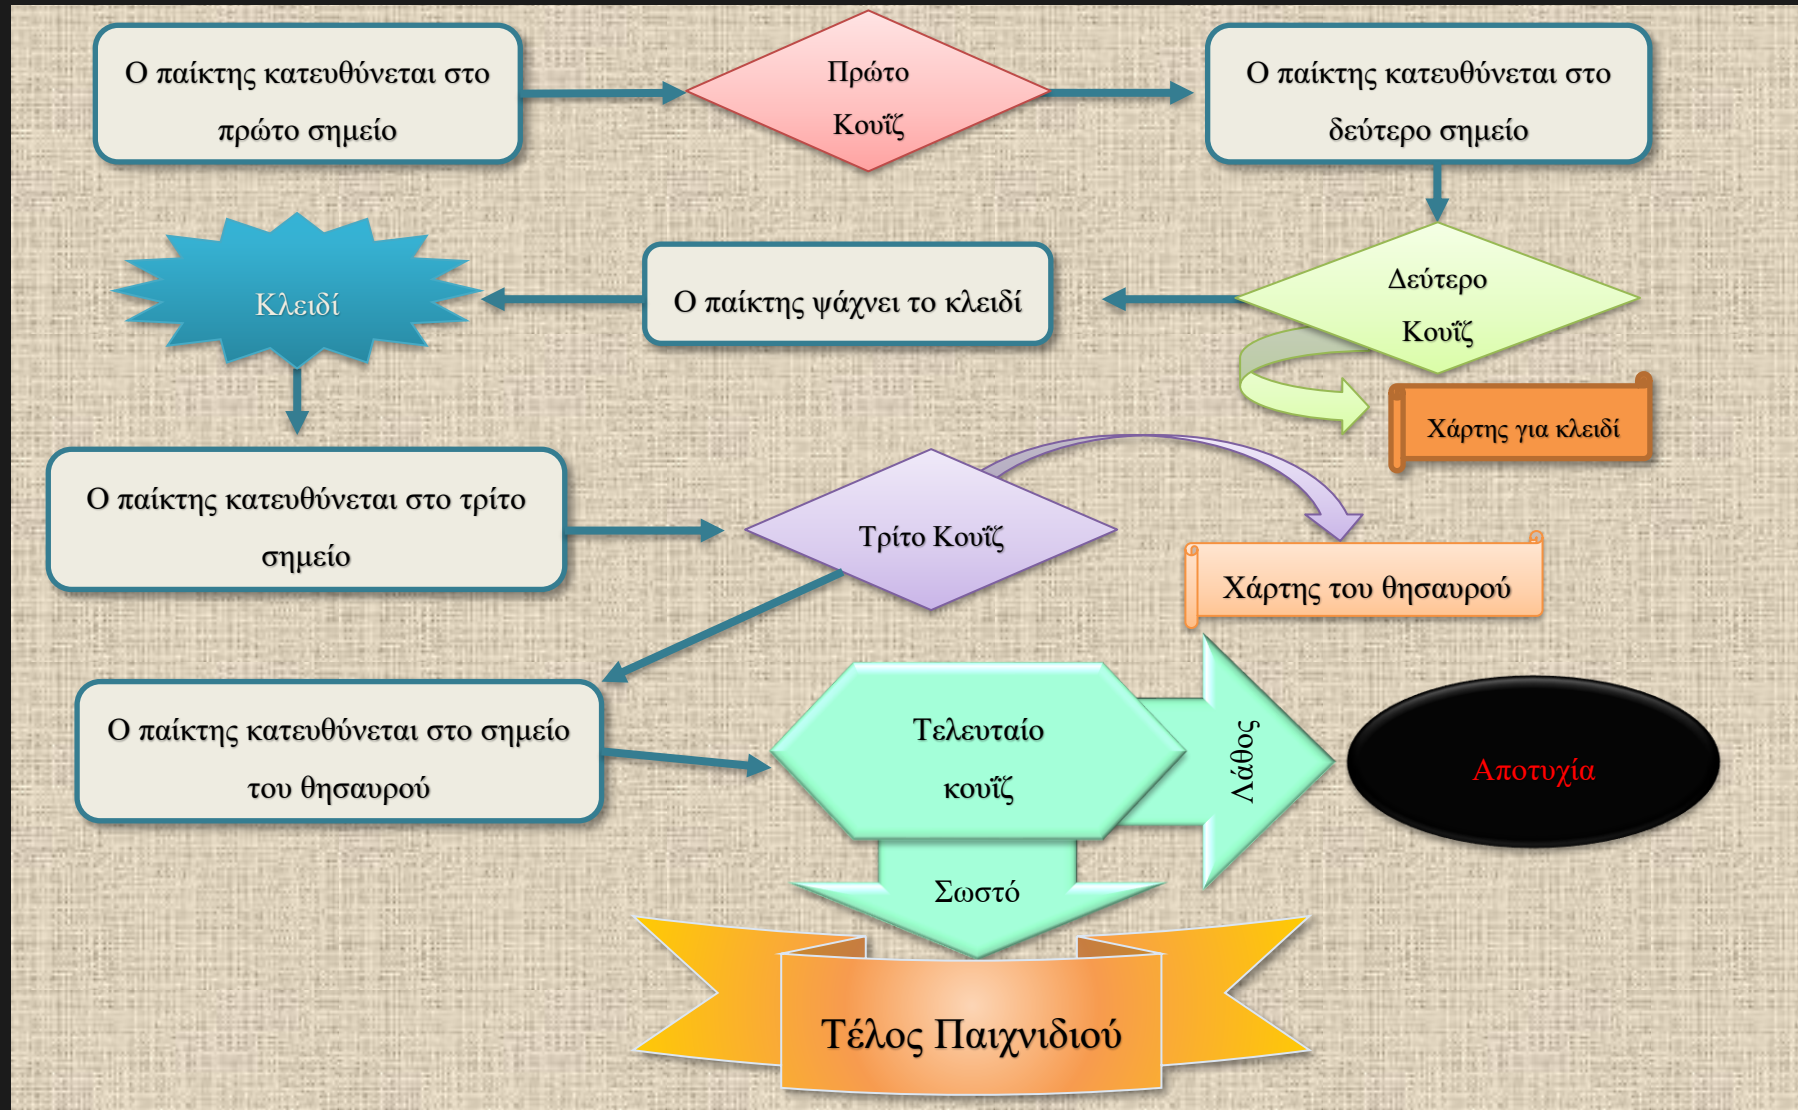 Ο παίκτης κατευθύνεται στο
πρώτο σημείο
Πρώτο
Κουΐζ
Ο παίκτης κατευθύνεται στο
δεύτερο σημείο
Δεύτερο
Κουΐζ
Χάρτης για κλειδί
Ο παίκτης ψάχνει το κλειδί
Κλειδί
Ο παίκτης κατευθύνεται στο τρίτο
σημείο
Τρίτο Κουΐζ
Χάρτης του θησαυρού
Ο παίκτης κατευθύνεται στο σημείο
του θησαυρού
Τελευταίο
κουΐζ
Λάθος
Αποτυχία
Σωστό
Τέλος Παιχνιδιού